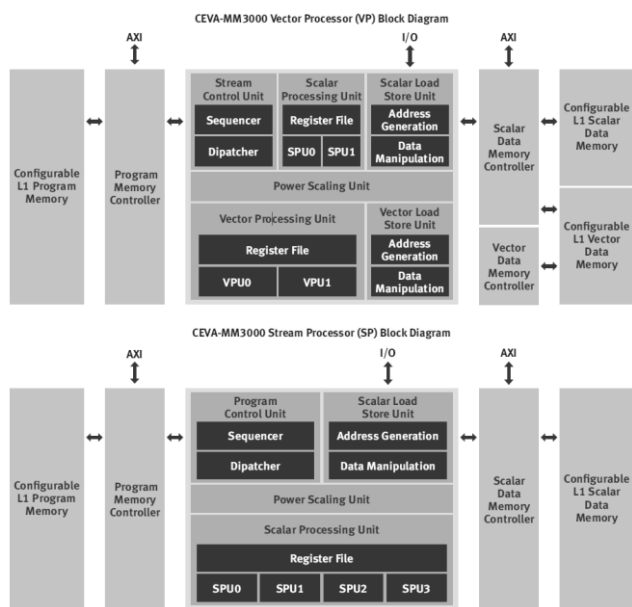 CEVA-MM3000 Vector Processor (VP) Block Diagram
AXI
I/O
AXI
Configurable
L1 Program
Memory
Program
Memory
Controller
Stream
Control Unit
Sequencer
Dipatcher
Scalar
Processing Unit
Register File
SPU0
SPU1
Scalar Load
Store Unit
Address
Generation
Data
Manipulation
Power Scaling Unit
Vector Processing Unit
Register File
VPU0
VPU1
Vector Load
Store Unit
Address
Generation
Data
Manipulation
Scalar
Data
Memory
Controller
Vector
Data
Memory
Controller
Configurable
L1 Scalar
Data
Memory
Configurable
L1 Vector
Data
Memory
CEVA-MM3000 Stream Processor (SP) Block Diagram
AXI
I/O
AXI
Configurable
L1 Program
Memory
Program
Memory
Controller
Program
Control Unit
Sequencer
Dipatcher
Scalar Load
Store Unit
Address Generation
Data Manipulation
Power Scaling Unit
Scalar Processing Unit
Register File
SPU0
SPU1
SPU2
SPU3
Scalar
Data
Memory
Controller
Configurable
L1 Scalar
Data
Memory